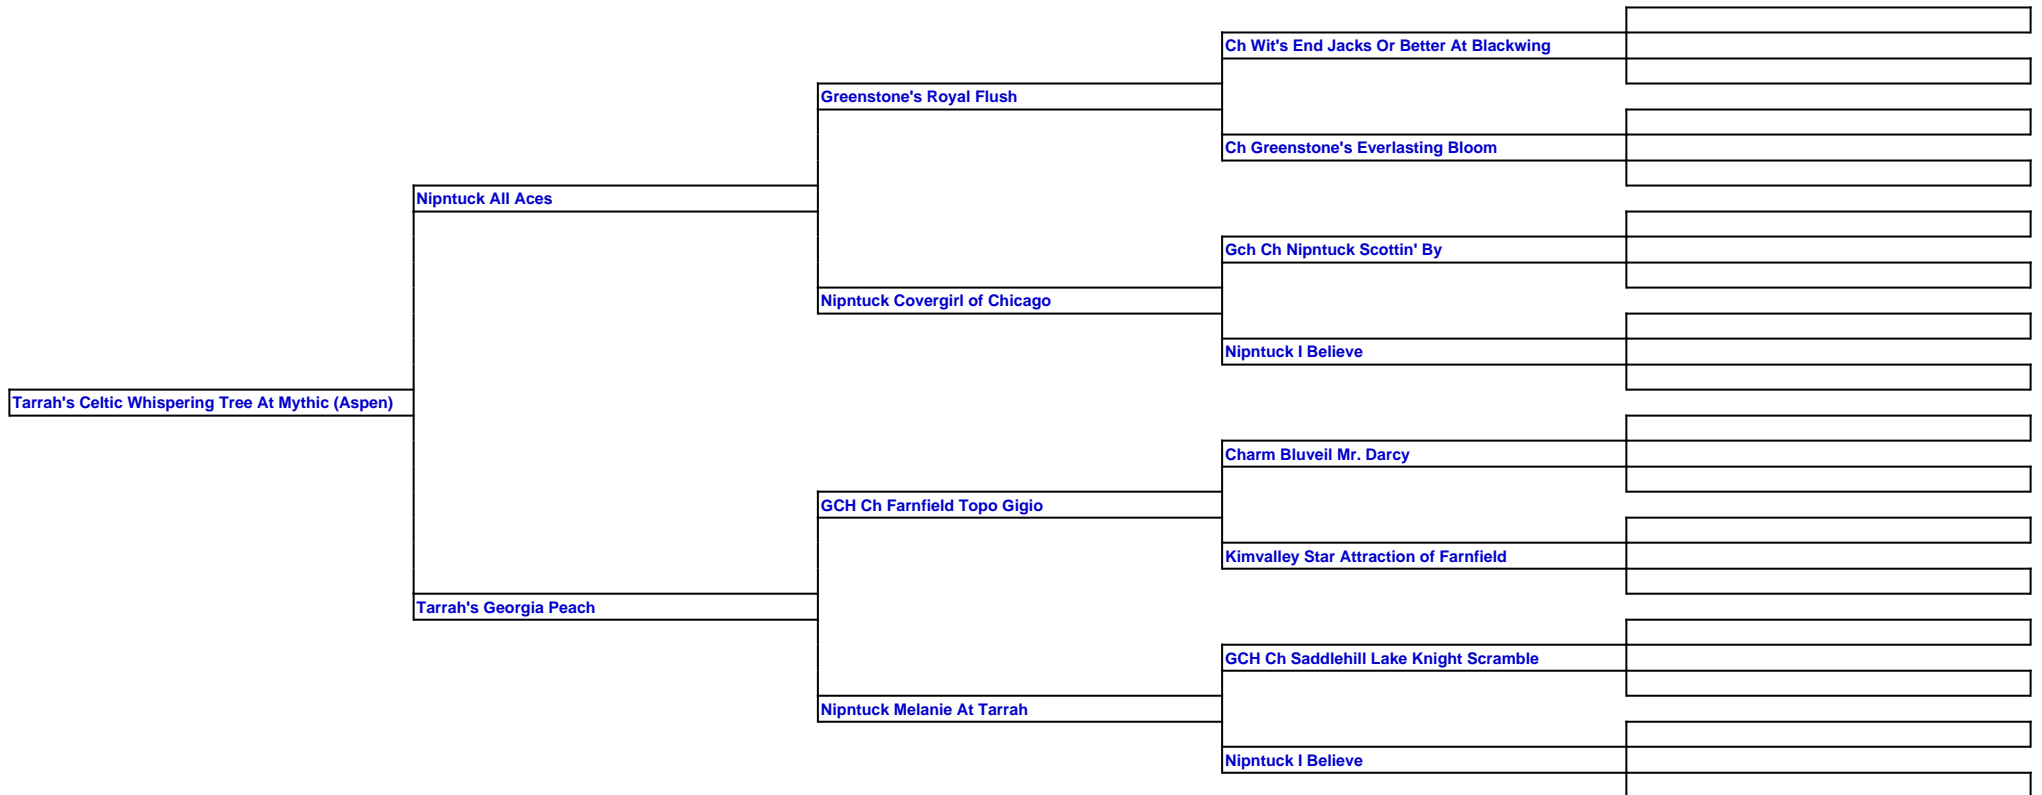 Ch Wit's End Jacks Or Better At Blackwing
Greenstone's Royal Flush
Ch Greenstone's Everlasting Bloom
Nipntuck All Aces
Gch Ch Nipntuck Scottin' By
Nipntuck Covergirl of Chicago
Nipntuck I Believe
Tarrah's Celtic Whispering Tree At Mythic (Aspen)
Charm Bluveil Mr. Darcy
GCH Ch Farnfield Topo Gigio
Kimvalley Star Attraction of Farnfield
Tarrah's Georgia Peach
GCH Ch Saddlehill Lake Knight Scramble
Nipntuck Melanie At Tarrah
Nipntuck I Believe